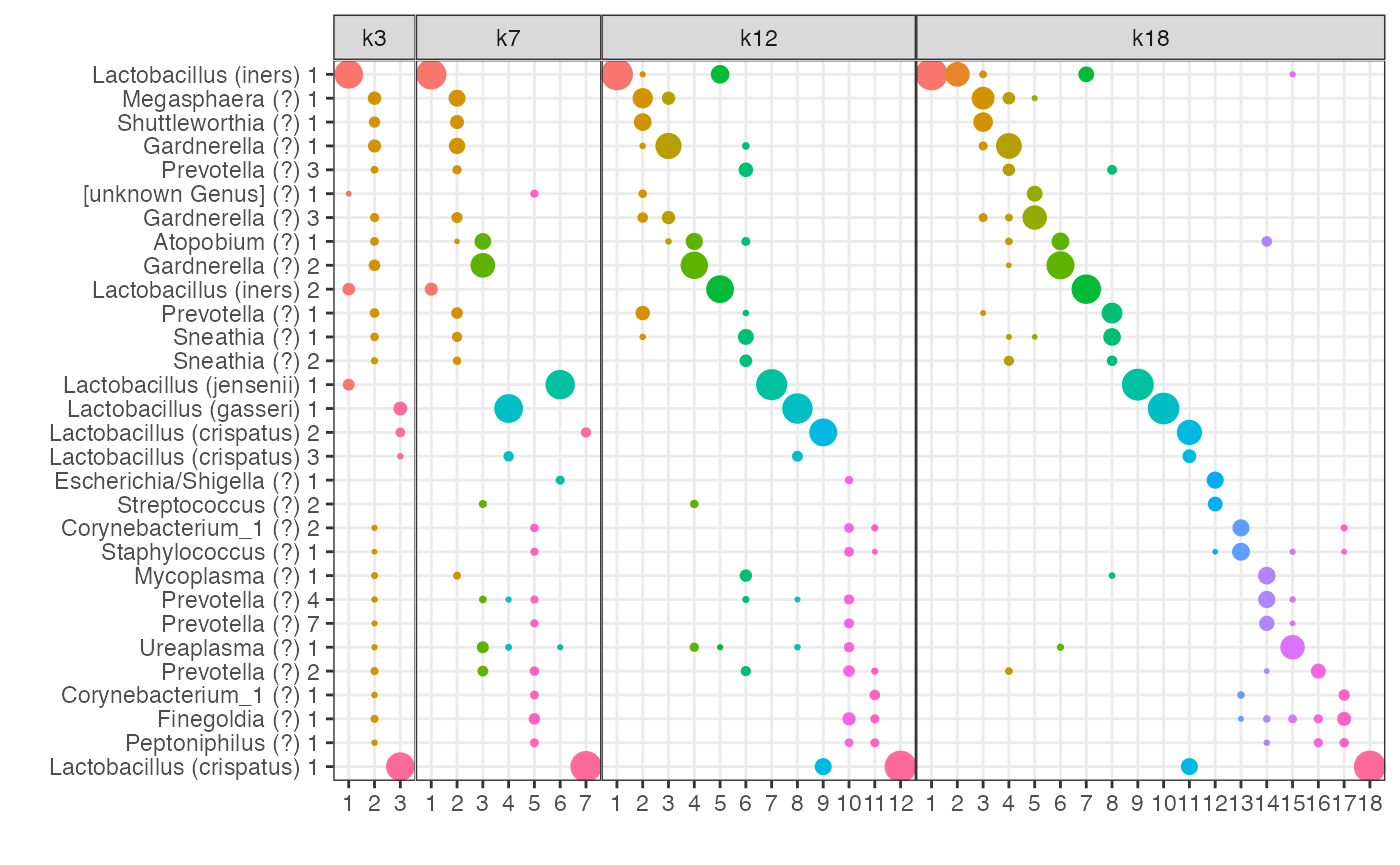 k3 k7 k12 k18
Lactobacillus (iners) 1
Megasphaera (?) 1
Shuttleworthia (?) 1
Gardnerella (?) 1
Prevotella (?) 3
[unknown Genus] (?) 1
Gardnerella (?) 3
Atopobium (?) 1
Gardnerella (?) 2
Lactobacillus (iners) 2
Prevotella (?) 1
Sneathia (?) 1
Sneathia (?) 2
Lactobacillus (jensenii) 1
Lactobacillus (gasseri) 1
Lactobacillus (crispatus) 2
Lactobacillus (crispatus) 3
Escherichia/Shigella (?) 1
Streptococcus (?) 2
Corynebacterium_1 (?) 2
Staphylococcus (?) 1
Mycoplasma (?) 1
Prevotella (?) 4
Prevotella (?) 7
Ureaplasma (?) 1
Prevotella (?) 2
Corynebacterium_1 (?) 1
Finegoldia (?) 1
Peptoniphilus (?) 1
Lactobacillus (crispatus) 1
1 2 3 1 2 3 4 5 6 7 1 2 3 4 5 6 7 8 9 10 11 12 1 2 3 4 5 6 7 8 9 10 11 12 13 14 15 16 17 18